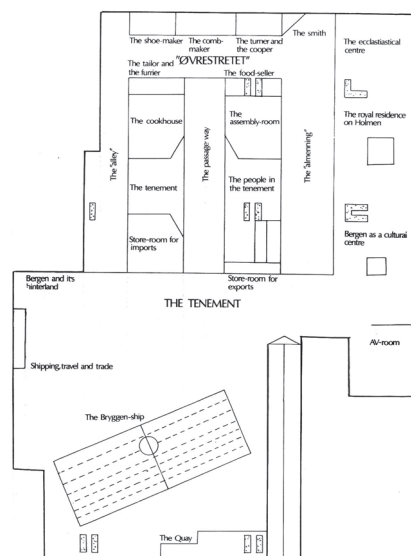 The smith
The shoe-maker
The comb-
maker
The turner and
the cooper
The ecclastiastical
centre
"ØVRESTRETET"
The tailor and
the furrier
The food-seller
The cookhouse
The
assembly-room
The royal residence
on Holmen
The "alley"
The passage way
The "almenning"
The tenement
The people in
the tenement
Store-room for
imports
Bergen as a cultural
centre
Bergen and it's
hinterland
Store-room for
exports
THE TENEMENT
AV-room
Shipping, travel and trade
The Bryggen-ship
The Quay